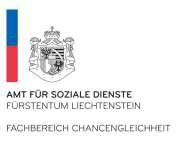 AMT FÜR SOZIALE DIENSTE
FÜRSTENTUM LIECHTENSTEIN
FACHBEREICH CHANCENGLEICHHEIT